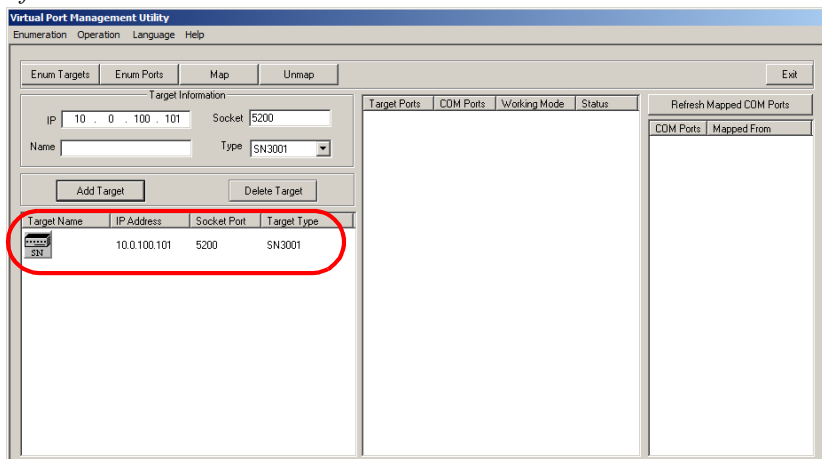 Virtual Port Management Utility
Enumeration Operation Language Help
Enum Targets Enum Ports Map Unmap Exit
Target Information
IP 10 . 0 . 100 . 101 Socket 5200
Name Type SN3001
Add Target Delete Target
Target Name IP Address Socket Port Target Type
SN 10.0.100.101 5200 SN3001
Target Ports COM Ports Working Mode Status
Refresh Mapped COM Ports
COM Ports Mapped From